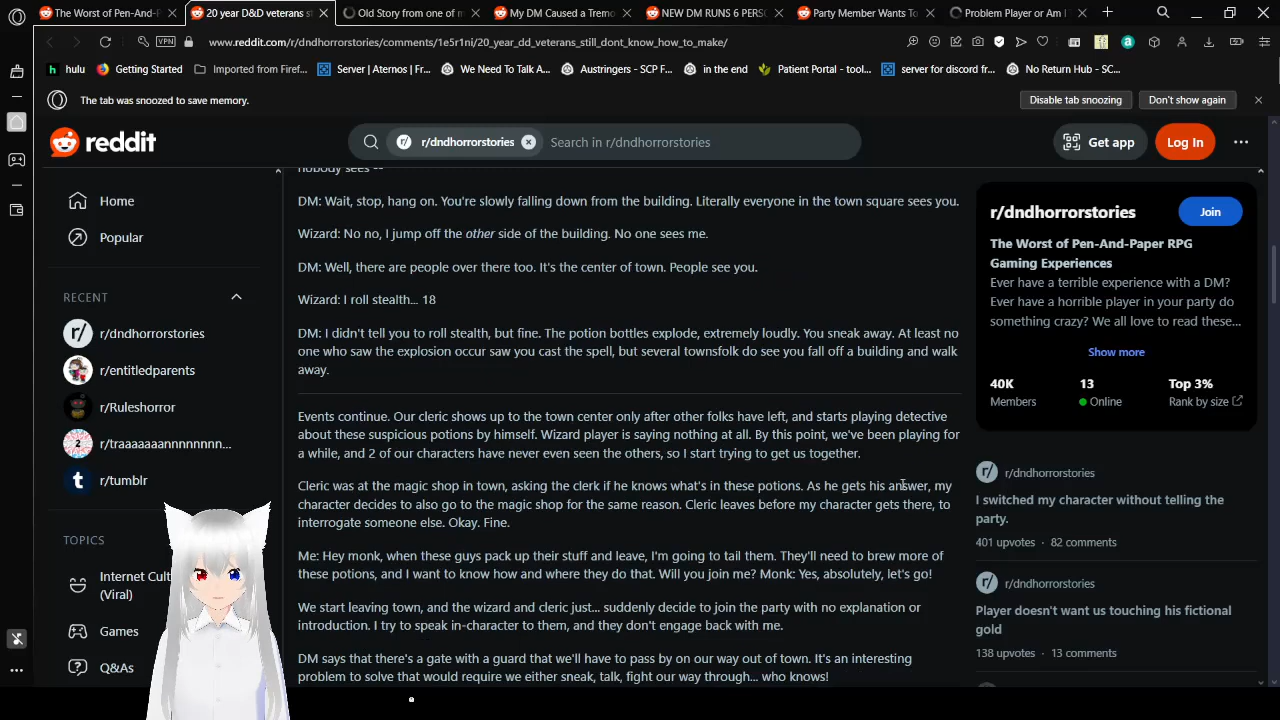 The Worst of Pen-And-P
20 year D&D veterans s
Old Story from one of m
My DM Caused a Tremo
NEW DM RUNS 6 PERS
Party Member Wants To
Problem Player or Am I
VPN
www.reddit.com/r/dndhorrorstories/comments/1e5r1ni/20_year_dd_veterans_still_dont_know_how_to_make/
hulu
Getting Started
Imported from Firef...
Server | Aternos | Fr...
We Need To Talk A...
Austringers - SCP F...
in the end
Patient Portal - tool...
server for discord fr...
No Return Hub - SC...
The tab was snoozed to save memory.
Disable tab snoozing
Don't show again
reddit
r/dndhorrorstories
Search in r/dndhorrorstories
Get app
Log In
Home
Popular
RECENT
r/dndhorrorstories
r/entitledparents
r/Ruleshorror
r/traaaaaaannnnnnnn...
r/tumblr
TOPICS
Internet Cult
(Viral)
Games
Q&As
nobody sees --
DM: Wait, stop, hang on. You're slowly falling down from the building. Literally everyone in the town square sees you.
Wizard: No no, I jump off the other side of the building. No one sees me.
DM: Well, there are people over there too. It's the center of town. People see you.
Wizard: I roll stealth... 18
DM: I didn't tell you to roll stealth, but fine. The potion bottles explode, extremely loudly. You sneak away. At least no
one who saw the explosion occur saw you cast the spell, but several townsfolk do see you fall off a building and walk
away.
Events continue. Our cleric shows up to the town center only after other folks have left, and starts playing detective
about these suspicious potions by himself. Wizard player is saying nothing at all. By this point, we've been playing for
a while, and 2 of our characters have never even seen the others, so I start trying to get us together.
Cleric was at the magic shop in town, asking the clerk if he knows what's in these potions. As he gets his answer, my
character decides to also go to the magic shop for the same reason. Cleric leaves before my character gets there, to
interrogate someone else. Okay. Fine.
Me: Hey monk, when these guys pack up their stuff and leave, I'm going to tail them. They'll need to brew more of
these potions, and I want to know how and where they do that. Will you join me? Monk: Yes, absolutely, let's go!
We start leaving town, and the wizard and cleric just... suddenly decide to join the party with no explanation or
introduction. I try to speak in-character to them, and they don't engage back with me.
DM says that there's a gate with a guard that we'll have to pass by on our way out of town. It's an interesting
problem to solve that would require we either sneak, talk, fight our way through... who knows!
r/dndhorrorstories
Join
The Worst of Pen-And-Paper RPG
Gaming Experiences
Ever have a terrible experience with a DM?
Ever have a horrible player in your party do
something crazy? We all love to read these...
Show more
40K
Members
13
Online
Top 3%
Rank by size
r/dndhorrorstories
I switched my character without telling the
party.
401 upvotes · 82 comments
r/dndhorrorstories
Player doesn't want us touching his fictional
gold
138 upvotes · 13 comments